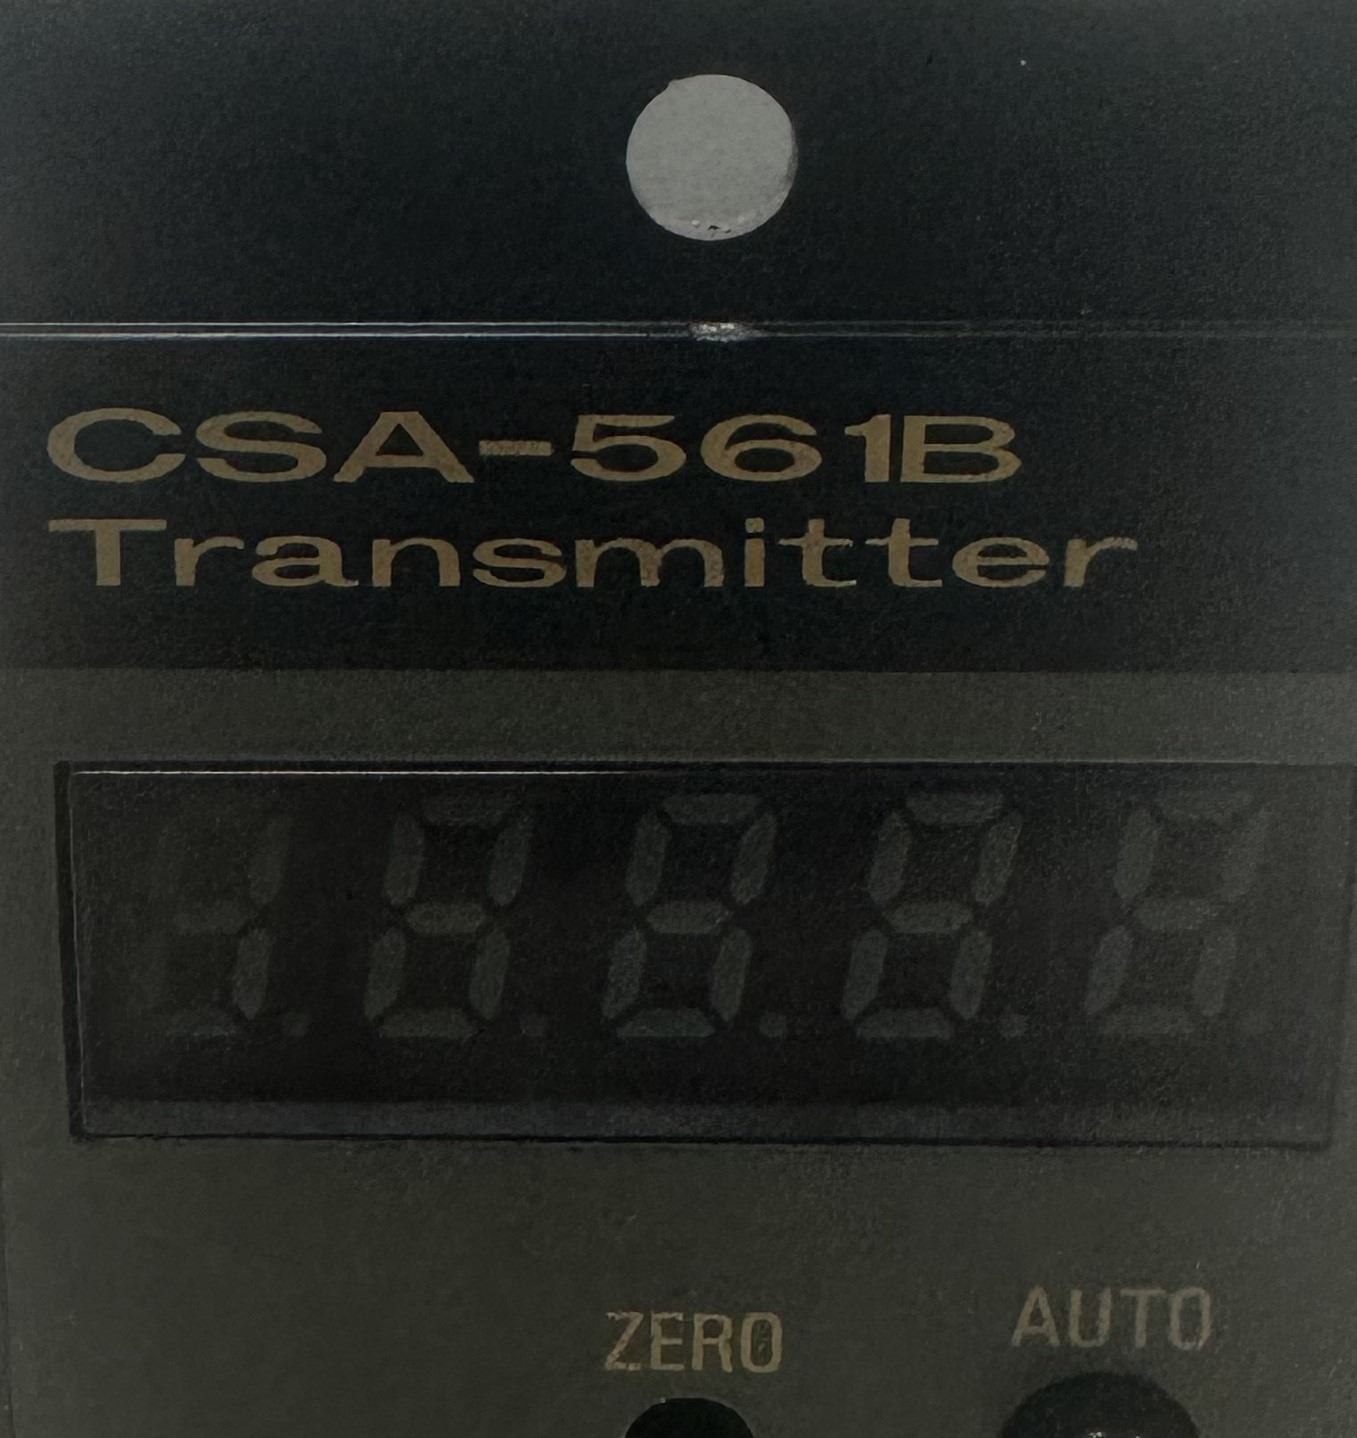 CSA-561B
Transmitter
ZERO
AUTO